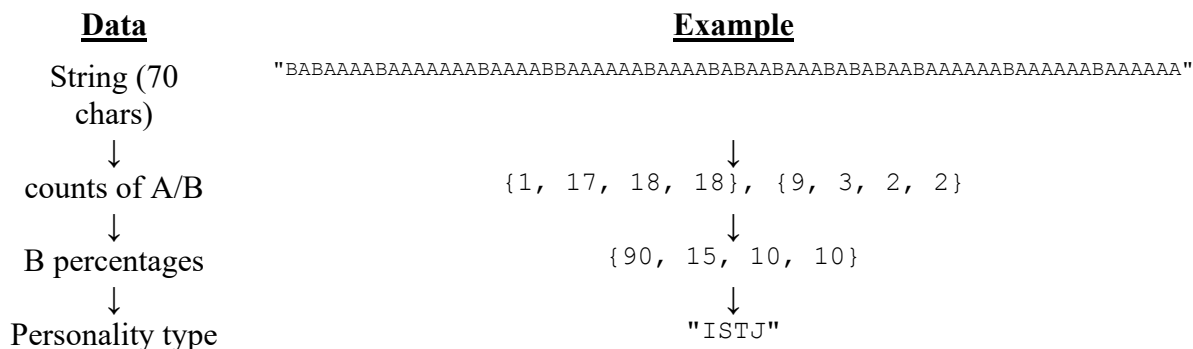 Data Example
String (70 "BABAAAABAAAAAAABAAAABBAAAAAABAAAABABAABAAABABABAABAAAAAABAAAAAABAAAAAA"
chars)
↓ ↓
counts of A/B {1, 17, 18, 18}, {9, 3, 2, 2}
↓ ↓
B percentages {90, 15, 10, 10}
↓ ↓
Personality type "ISTJ"